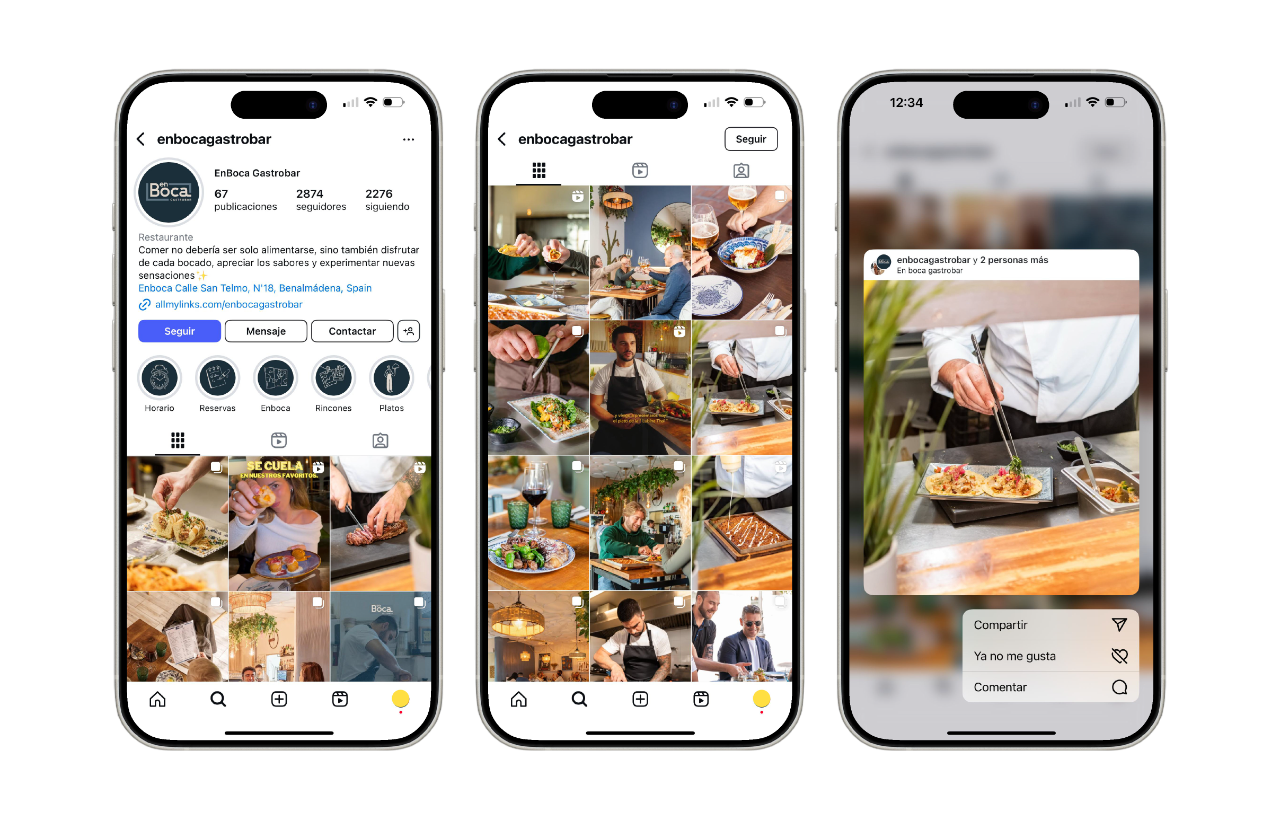 enbocagastrobar
en
Boca
GASTROBAR
EnBoca Gastrobar
67
2874
2276
publicaciones
seguidores
siguiendo
Restaurante
Comer no debería ser solo alimentarse, sino también disfrutar
de cada bocado, apreciar los sabores y experimentar nuevas
sensaciones✨
Enboca Calle San Telmo, N'18, Benalmádena, Spain
allmylinks.com/enbocagastrobar
Seguir
Mensaje
Contactar
Horario
Reservas
Enboca
Rincones
Platos
SE CUELA
EN NUESTROS FAVORITOS.
Boca
enbocagastrobar
Seguir
12:34
enbocagastrobar y 2 personas más
En boca gastrobar
Compartir
Ya no me gusta
Comentar